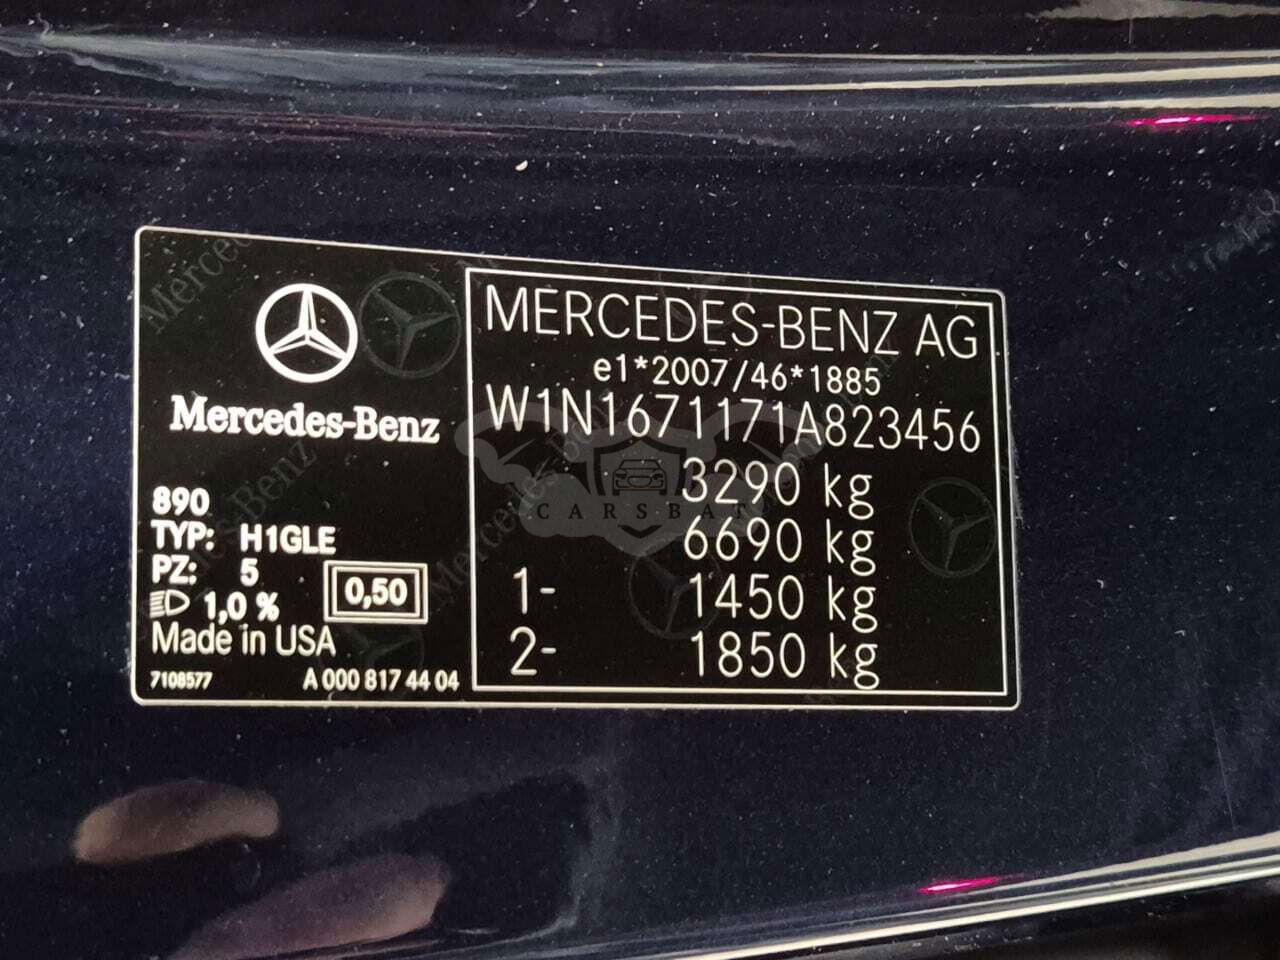 Mercedes-Benz
890
TYP: H1GLE
PZ: 5
1,0 %
0,50
Made in USA
7108577
A 000 817 44 04
MERCEDES-BENZ AG
e1*2007/46*1885
W1N1671171A823456
3290 kg
6690 kg
1- 1450 kg
2- 1850 kg
CARSBAT